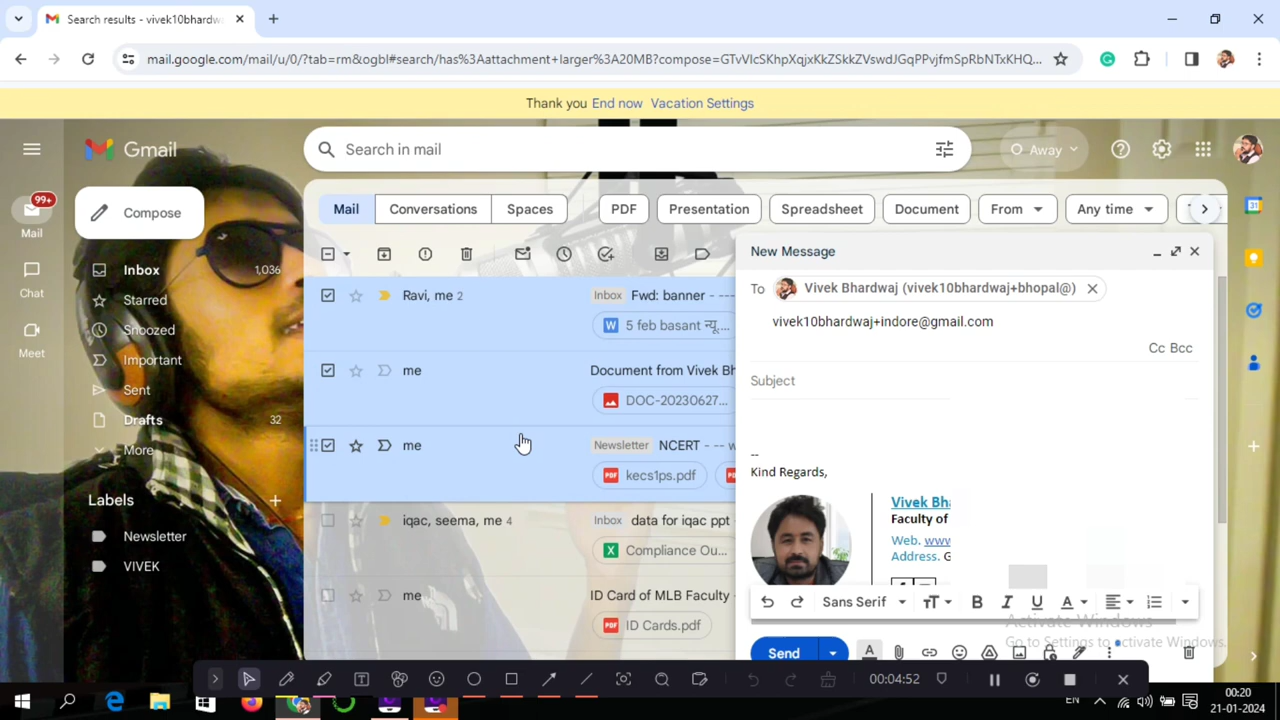 Search results - vivek10bhardw
mail.google.com/mail/u/0/?tab=rm&ogbl#search/has%3Aattachment+larger%3A20MB?compose=GTvVlcSKhpXqjxKkZSkkZVswdJGqPPvjfmSpRbNTxKHQ...
Thank you End now Vacation Settings
Gmail
Search in mail
Away
99+
Mail
Chat
Meet
Compose
Inbox 1,036
Starred
Snoozed
Important
Sent
Drafts 32
More
Labels
Newsletter
VIVEK
Mail Conversations Spaces PDF Presentation Spreadsheet Document From Any time
Ravi, me 2 Inbox Fwd: banner - ---
5 feb basant न्यू...
me Document from Vivek Bh
DOC-20230627...
me Newsletter NCERT - -- w
kecs1ps.pdf
iqac, seema, me 4 Inbox data for iqac ppt -
Compliance Ou...
me ID Card of MLB Faculty -
ID Cards.pdf
New Message
To Vivek Bhardwaj (vivek10bhardwaj+bhopal@)
vivek10bhardwaj+indore@gmail.com
Cc Bcc
Subject
--
Kind Regards,
Vivek Bh
Faculty of
Web. www
Address. G
Sans Serif
Send
Activate Windows
Go to Settings to activate Windows.
00:04:52
EN
00:20
21-01-2024